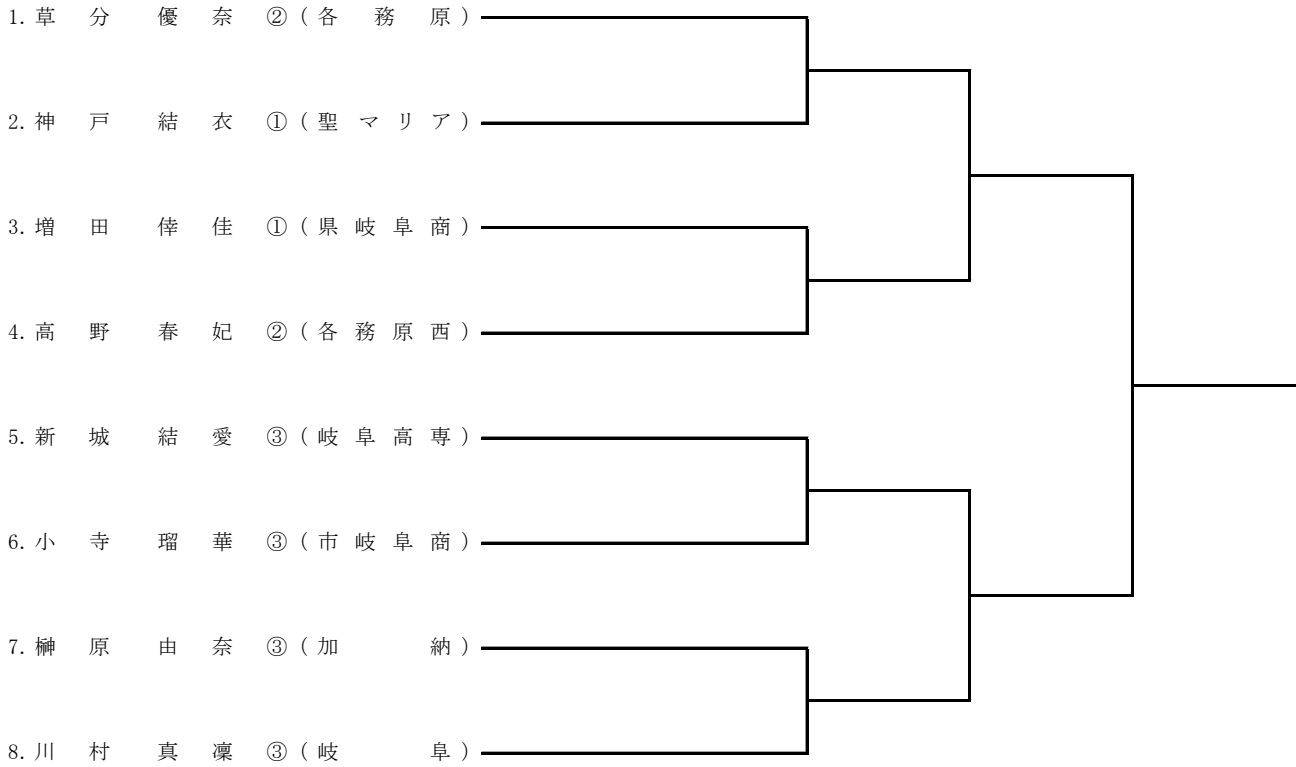 1. 草分 優奈 ② (各務原)
2. 神戸 結衣 ① (聖マリア)
3. 増田 倖佳 ① (県岐阜商)
4. 高野 春妃 ② (各務原西)
5. 新城 結愛 ③ (岐阜高専)
6. 小寺 瑠華 ③ (市岐阜商)
7. 榊原 由奈 ③ (加納)
8. 川村 真凜 ③ (岐阜)